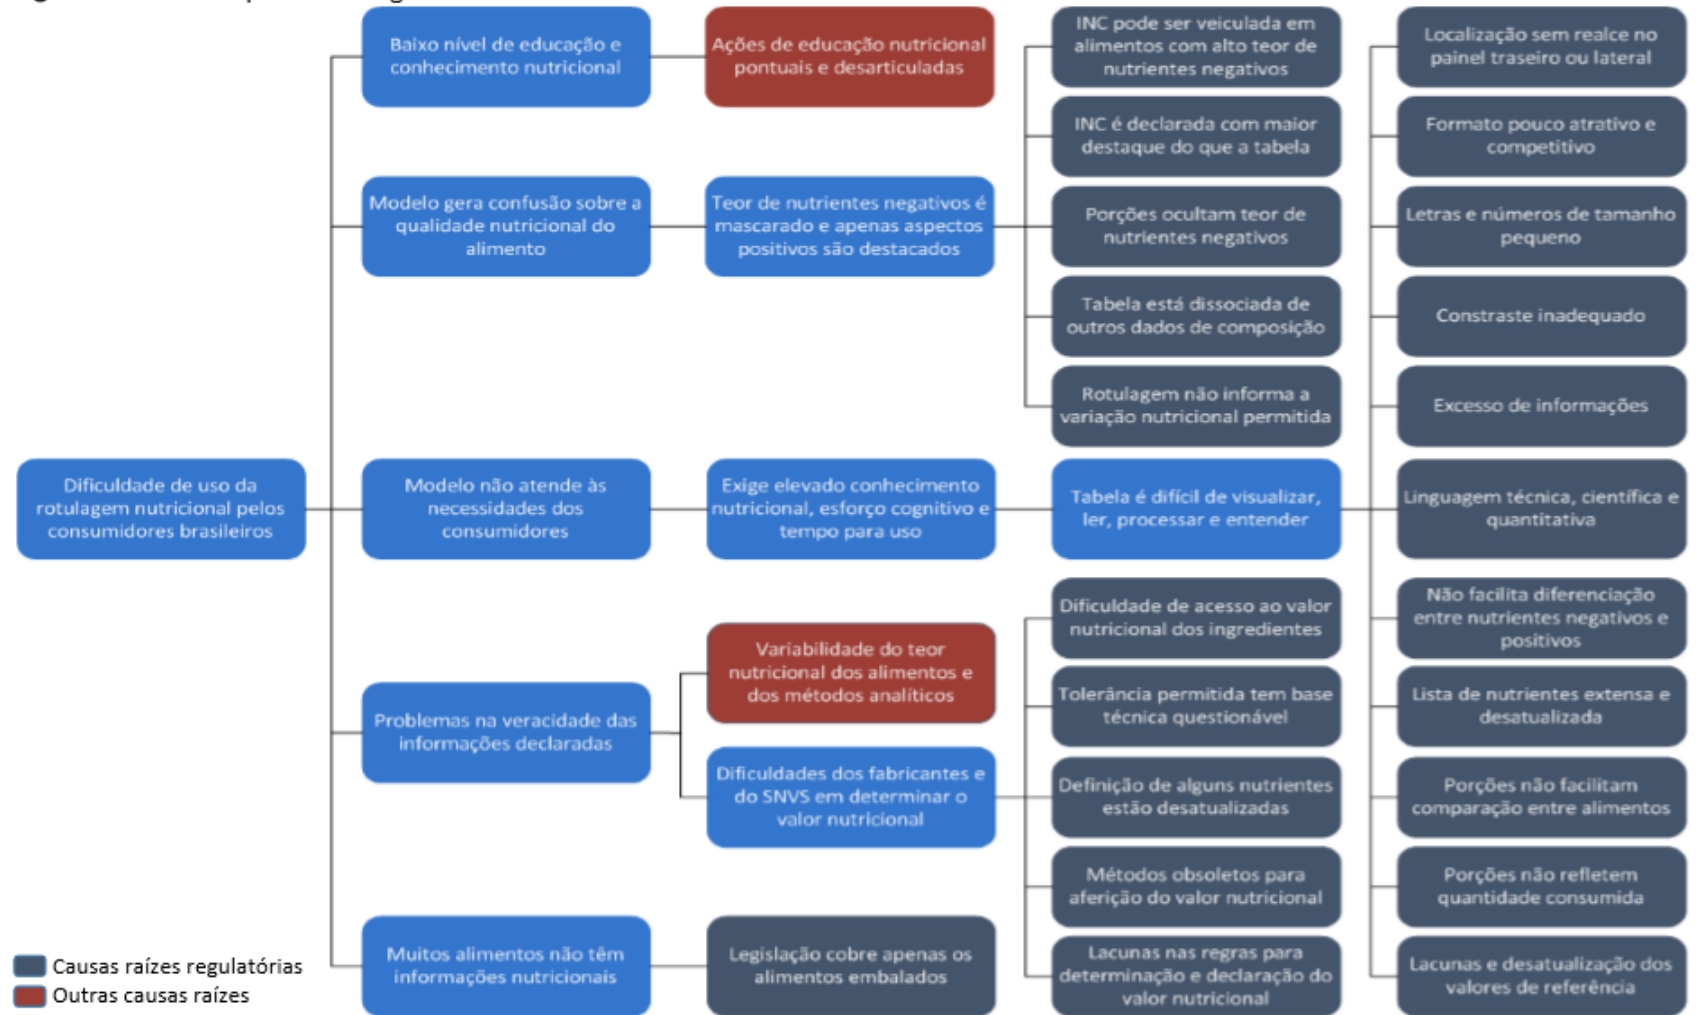 Baixo nível de educação e
conhecimento nutricional
Ações de educação nutricional
pontuais e desarticuladas
INC pode ser veiculada em
alimentos com alto teor de
nutrientes negativos
Localização sem realce no
painel traseiro ou lateral
INC é declarada com maior
destaque do que a tabela
Formato pouco atrativo e
competitivo
Modelo gera confusão sobre a
qualidade nutricional do
alimento
Teor de nutrientes negativos é
mascarado e apenas aspectos
positivos são destacados
Porções ocultam teor de
nutrientes negativos
Letras e números de tamanho
pequeno
Tabela está dissociada de
outros dados de composição
Constraste inadequado
Rotulagem não informa a
variação nutricional permitida
Excesso de informações
Dificuldade de uso da
rotulagem nutricional pelos
consumidores brasileiros
Modelo não atende às
necessidades dos
consumidores
Exige elevado conhecimento
nutricional, esforço cognitivo e
tempo para uso
Tabela é difícil de visualizar,
ler, processar e entender
Linguagem técnica, científica e
quantitativa
Dificuldade de acesso ao valor
nutricional dos ingredientes
Não facilita diferenciação
entre nutrientes negativos e
positivos
Variabilidade do teor
nutricional dos alimentos e
dos métodos analíticos
Tolerância permitida tem base
técnica questionável
Lista de nutrientes extensa e
desatualizada
Problemas na veracidade das
informações declaradas
Dificuldades dos fabricantes e
do SNVS em determinar o
valor nutricional
Definição de alguns nutrientes
estão desatualizadas
Porções não facilitam
comparação entre alimentos
Métodos obsoletos para
aferição do valor nutricional
Porções não refletem
quantidade consumida
Muitos alimentos não têm
informações nutricionais
Legislação cobre apenas os
alimentos embalados
Lacunas nas regras para
determinação e declaração do
valor nutricional
Lacunas e desatualização dos
valores de referência
Causas raízes regulatórias
Outras causas raízes